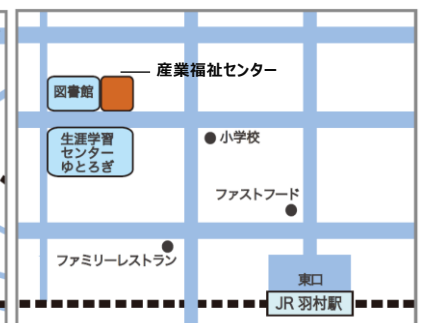 産業福祉センター
図書館
生涯学習
センター
ゆとろぎ
小学校
ファストフード
ファミリーレストラン
東口
JR 羽村駅